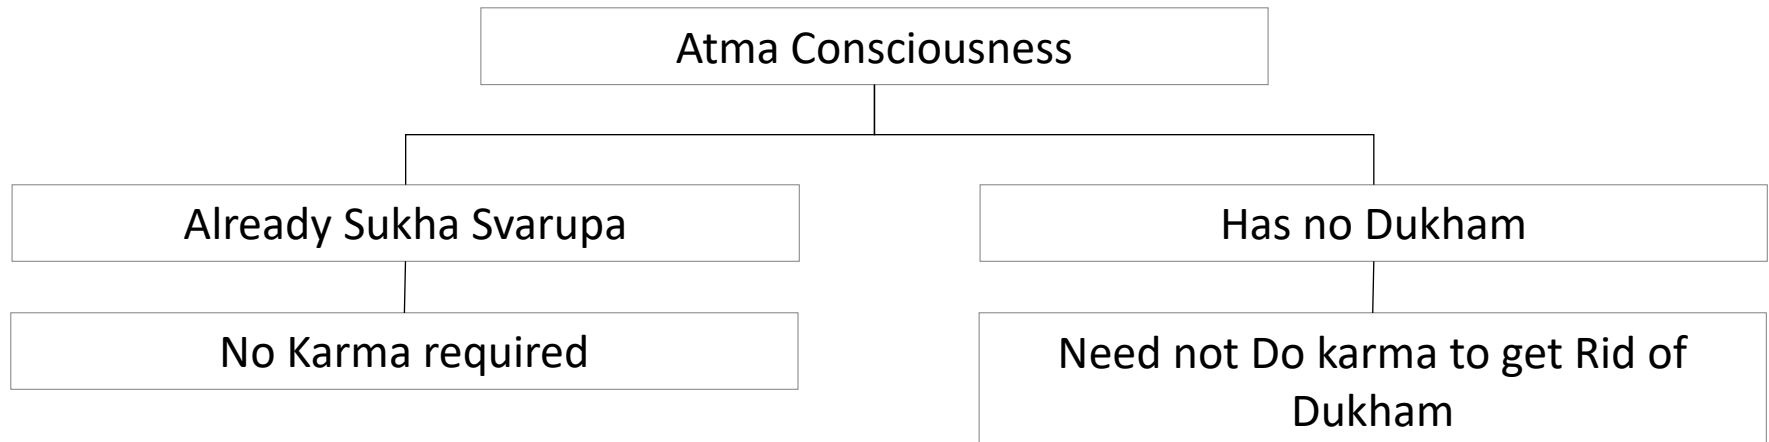 Atma Consciousness
Already Sukha Svarupa
Has no Dukham
No Karma required
Need not Do karma to get Rid of
Dukham